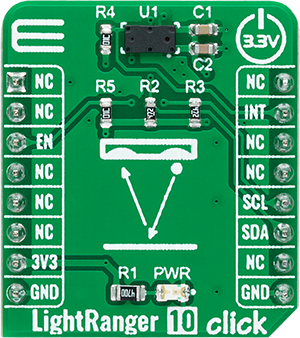 R4 U1 C1
3.3V
C2
R5 R2 R3
NC NC
NC INT
EN NC
NC NC
NC SCL
NC SDA
3V3 NC
GND GND
R1 PWR
4700
LightRanger 10 click